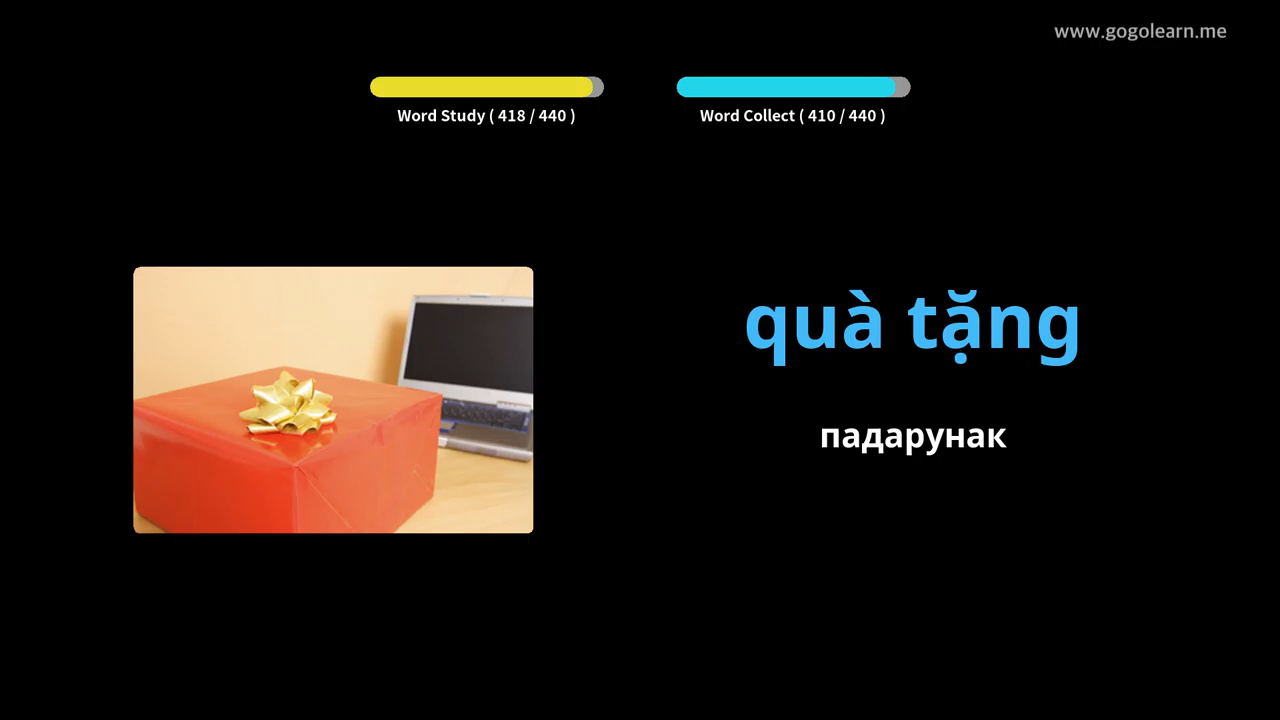 www.gogolearn.me
Word Study ( 418 / 440 )
Word Collect ( 410 / 440 )
quà tặng
падарунак